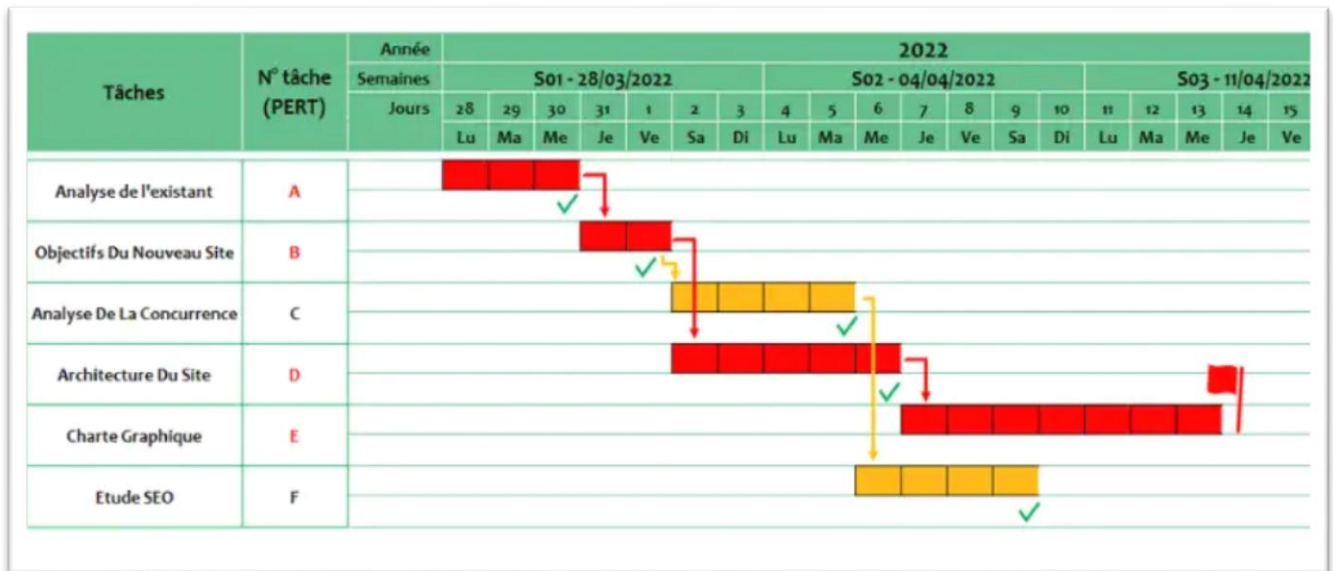 Année 2022
Tâches N° tâche (PERT) Semaines S01 - 28/03/2022 S02 - 04/04/2022 S03 - 11/04/2022
Jours 28 29 30 31 1 2 3 4 5 6 7 8 9 10 11 12 13 14 15
Lu Ma Me Je Ve Sa Di Lu Ma Me Je Ve Sa Di Lu Ma Me Je Ve
Analyse de l'existant A
Objectifs Du Nouveau Site B
Analyse De La Concurrence C
Architecture Du Site D
Charte Graphique E
Etude SEO F